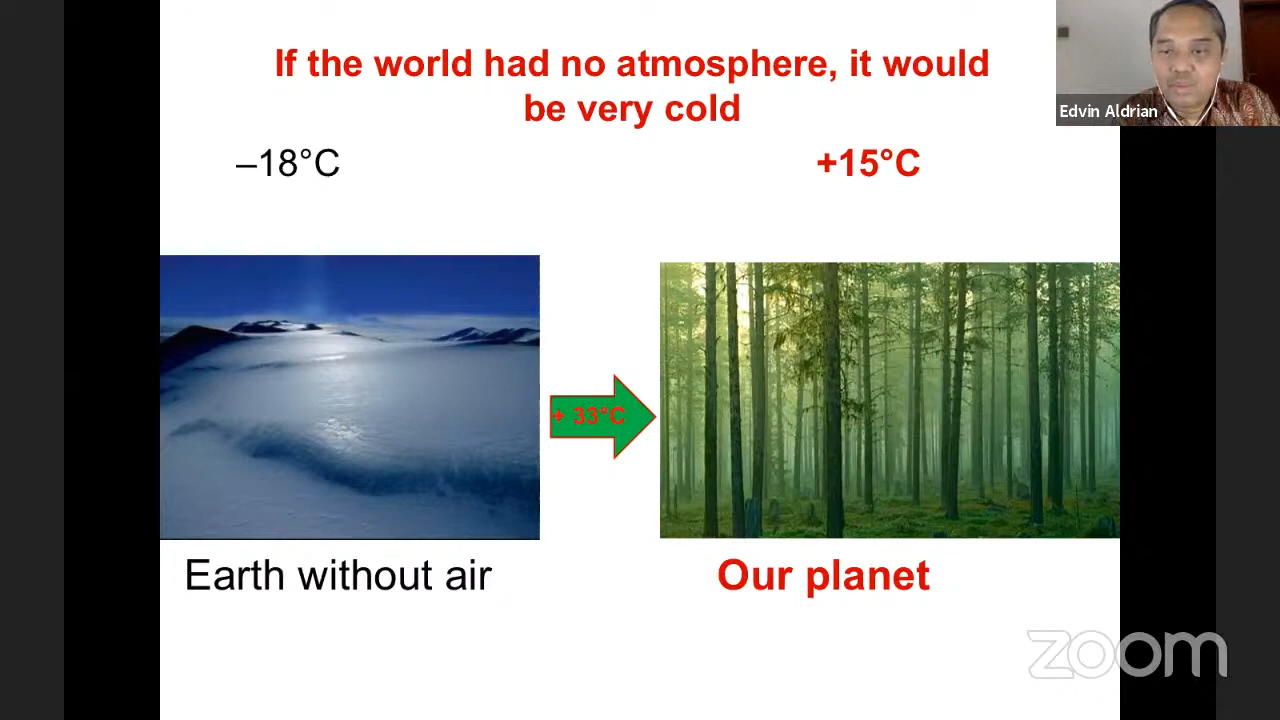 If the world had no atmosphere, it would
be very cold
Edvin Aldrian
–18°C
+15°C
+ 33°C
Earth without air
Our planet
zoom